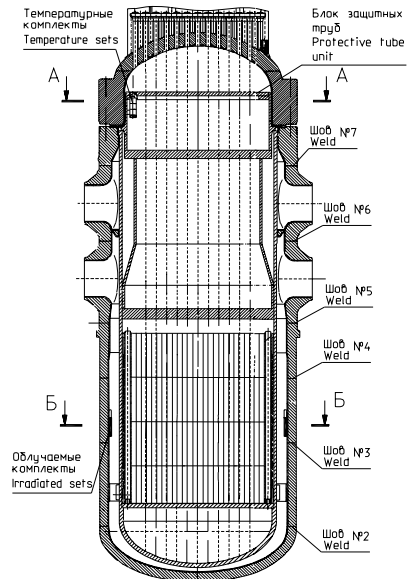 Температурные
комплекты
Temperature sets
Блок защитных
труб
Protective tube
unit
А
А
Шов №7
Weld
Шов №6
Weld
Шов №5
Weld
Шов №4
Weld
Б
Б
Облучаемые
комплекты
Irradiated sets
Шов №3
Weld
Шов №2
Weld